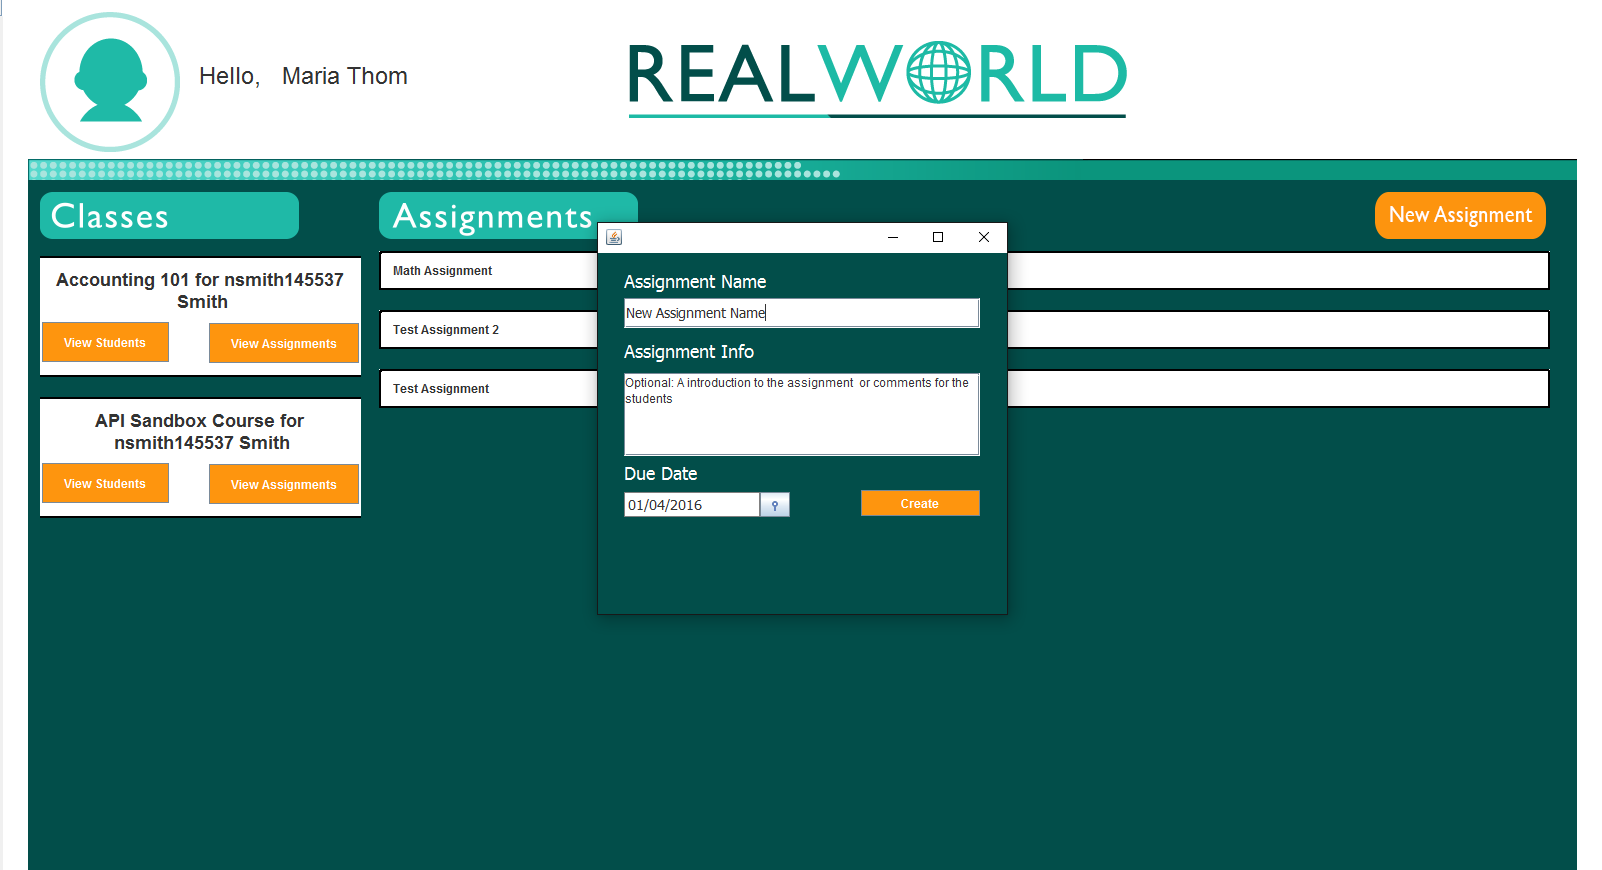 Hello, Maria Thom
REALWORLD
Classes
Assignments
New Assignment
Accounting 101 for nsmith145537
Smith
View Students
View Assignments
API Sandbox Course for
nsmith145537 Smith
View Students
View Assignments
Math Assignment
Test Assignment 2
Test Assignment
Assignment Name
New Assignment Name
Assignment Info
Optional: A introduction to the assignment or comments for the
students
Due Date
01/04/2016
Create